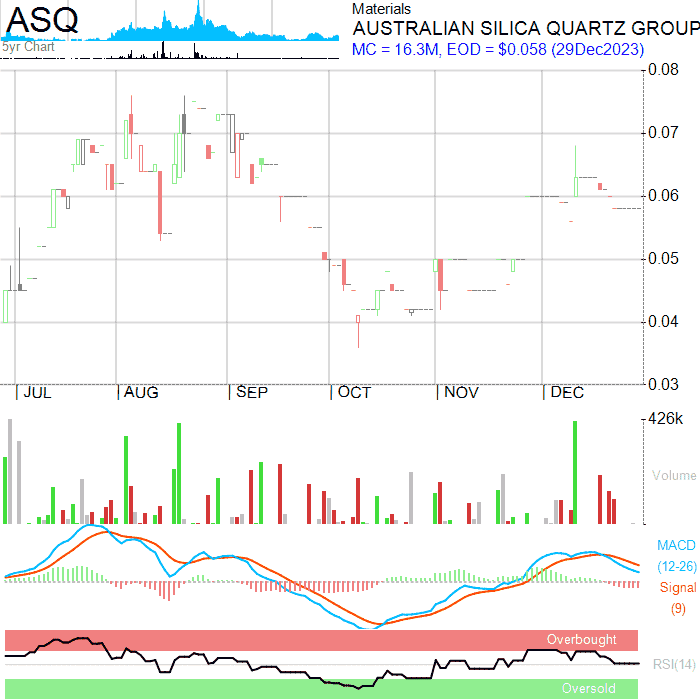 ASQ
5yr Chart
Materials
AUSTRALIAN SILICA QUARTZ GROUP
MC = 16.3M, EOD = $0.058 (29Dec2023)
0.08
0.07
0.06
0.05
0.04
0.03
JUL AUG SEP OCT NOV DEC
426k
Volume
MACD
(12-26)
Signal
(9)
Overbought
RSI(14)
Oversold